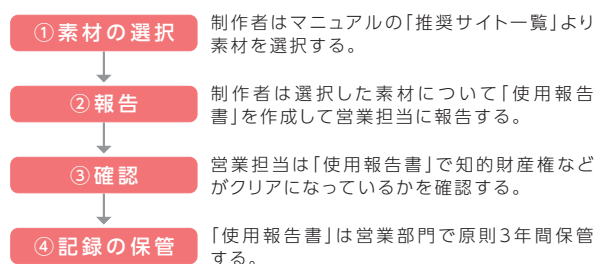 ①素材の選択
制作者はマニュアルの「推奨サイト一覧」より
素材を選択する。
②報告
制作者は選択した素材について「使用報告
書」を作成して営業担当に報告する。
③確認
営業担当は「使用報告書」で知的財産権など
がクリアになっているかを確認する。
④記録の保管
「使用報告書」は営業部門で原則3年間保管
する。